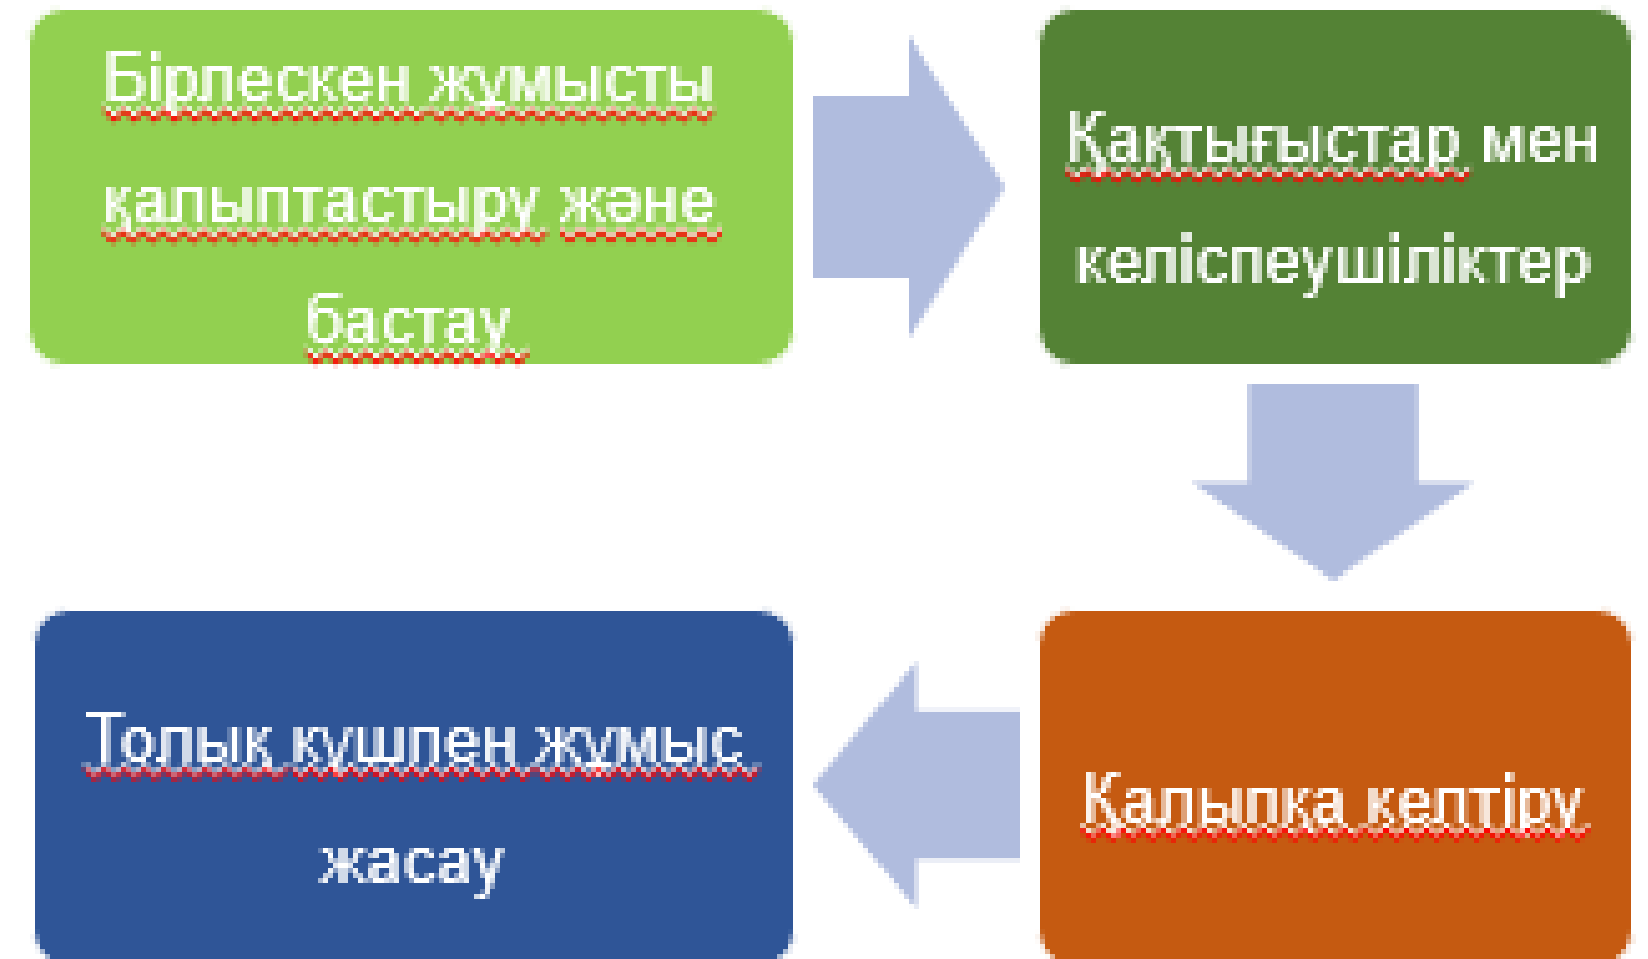 Бірлескен жұмысты
қалыптастыру және
бастау
Қақтығыстар мен
келіспеушіліктер
Қалыпқа келтіру
Толық күшпен жұмыс
жасау